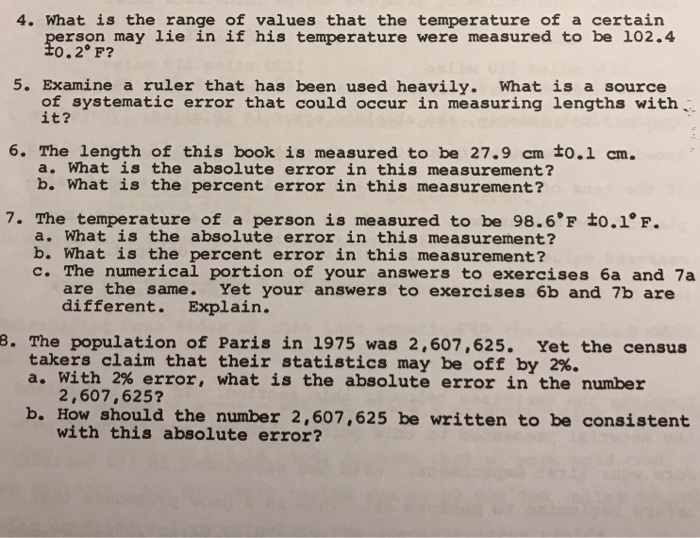 4. What is the range of values that the temperature of a certain
person may lie in if his temperature were measured to be 102.4
±0.2° F?
5. Examine a ruler that has been used heavily. What is a source
of systematic error that could occur in measuring lengths with
it?
6. The length of this book is measured to be 27.9 cm ±0.1 cm.
a. What is the absolute error in this measurement?
b. What is the percent error in this measurement?
7. The temperature of a person is measured to be 98.6°F ±0.1° F.
a. What is the absolute error in this measurement?
b. What is the percent error in this measurement?
c. The numerical portion of your answers to exercises 6a and 7a
are the same. Yet your answers to exercises 6b and 7b are
different. Explain.
8. The population of Paris in 1975 was 2,607,625. Yet the census
takers claim that their statistics may be off by 2%.
a. With 2% error, what is the absolute error in the number
2,607,625?
b. How should the number 2,607,625 be written to be consistent
with this absolute error?